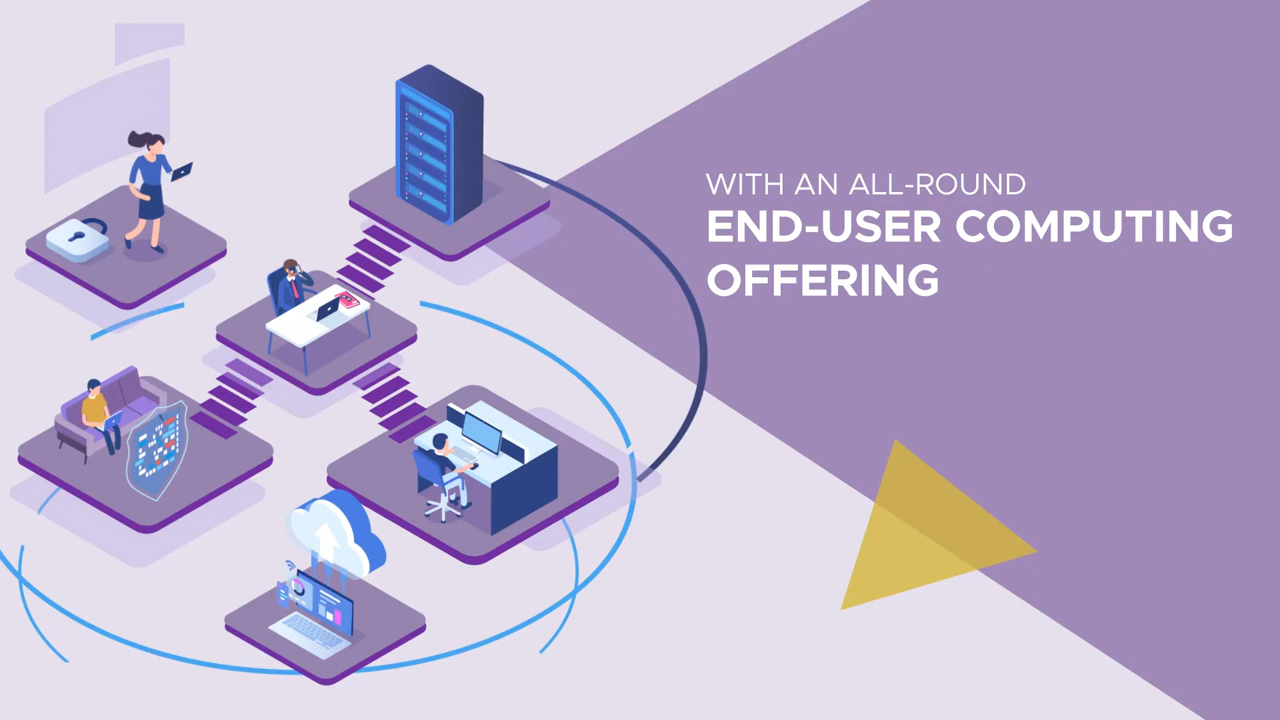 WITH AN ALL-ROUND
END-USER COMPUTING
OFFERING